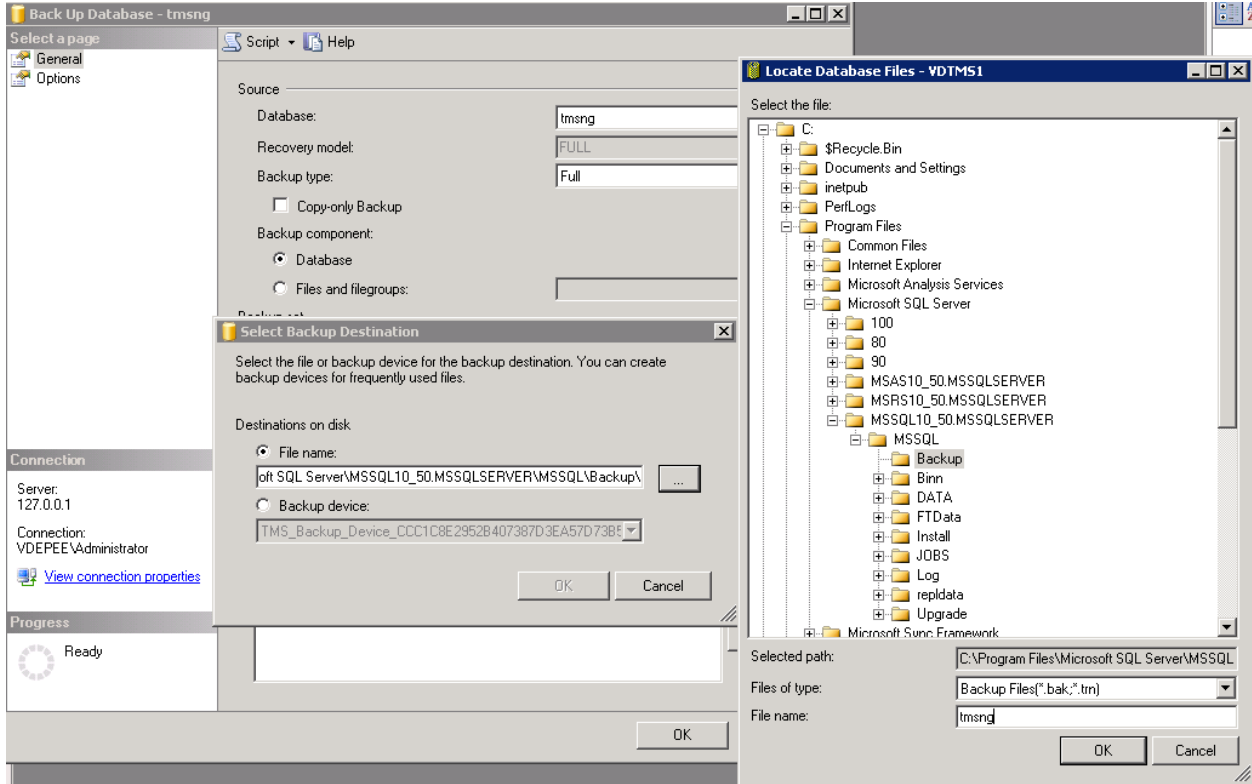 Back Up Database - tmsng
Select a page
General
Options
Script
Help
Source
Database:
tmsng
Recovery model:
FULL
Backup type:
Full
Copy-only Backup
Backup component:
Database
Files and filegroups:
Connection
Server:
127.0.0.1
Connection:
VDEPEE\Administrator
View connection properties
Progress
Ready
OK
Select Backup Destination
Select the file or backup device for the backup destination. You can create
backup devices for frequently used files.
Destinations on disk
File name:
oft SQL Server\MSSQL10_50.MSSQLSERVER\MSSQL\Backup\
...
Backup device:
TMS_Backup_Device_CCC1C8E2952B407387D3EA57D73B5
OK
Cancel
Locate Database Files - VDTMS1
Select the file:
C:
$Recycle.Bin
Documents and Settings
inetpub
PerfLogs
Program Files
Common Files
Internet Explorer
Microsoft Analysis Services
Microsoft SQL Server
100
80
90
MSAS10_50.MSSQLSERVER
MSRS10_50.MSSQLSERVER
MSSQL10_50.MSSQLSERVER
MSSQL
Backup
Binn
DATA
FTData
Install
JOBS
Log
repldata
Upgrade
Microsoft Sync Framework
Selected path:
C:\Program Files\Microsoft SQL Server\MSSQL
Files of type:
Backup Files(*.bak;*.trn)
File name:
tmsng
OK
Cancel